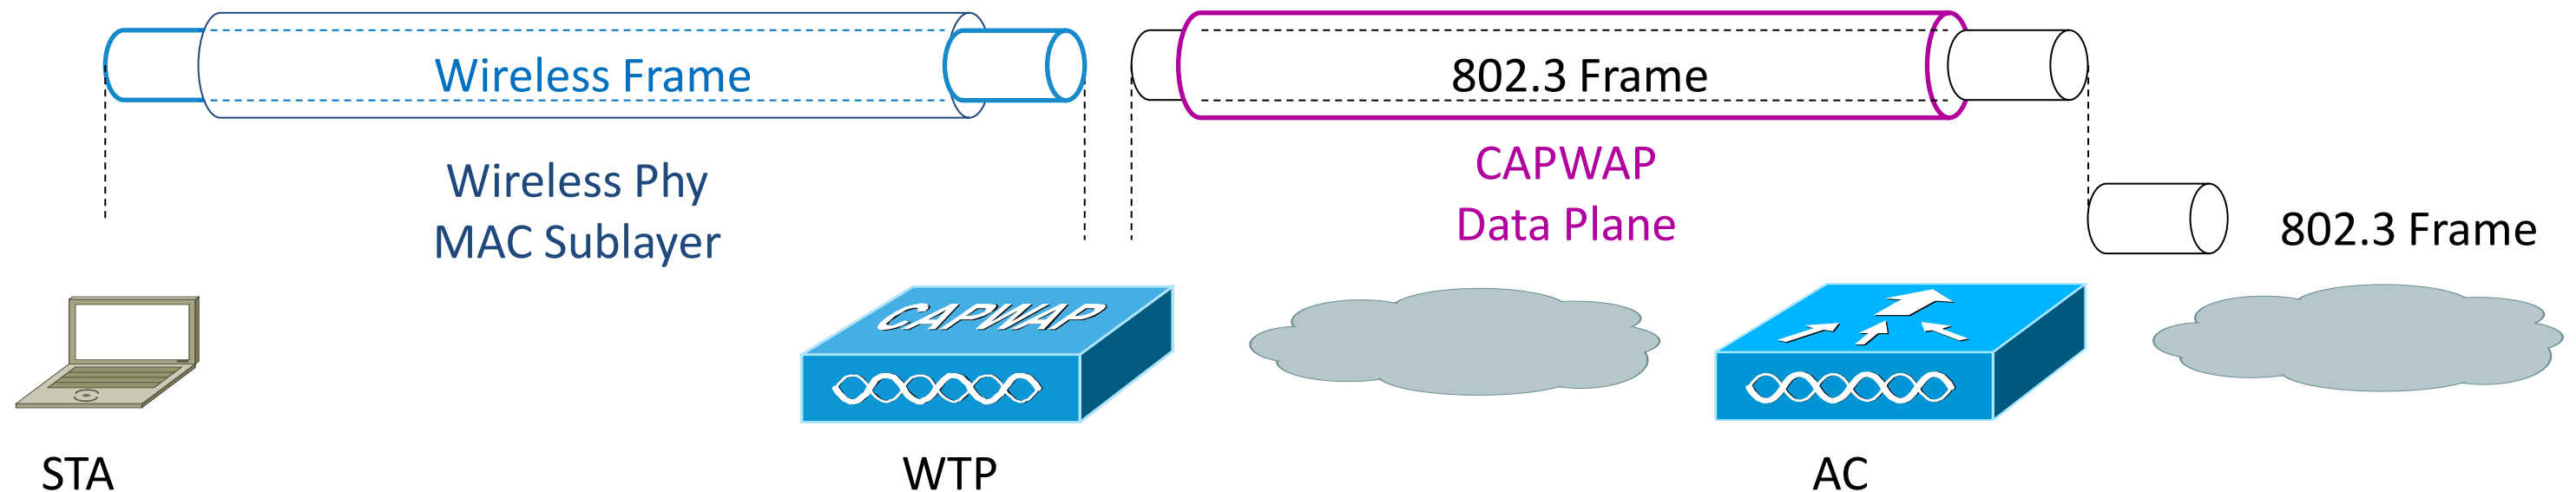 Wireless Frame
802.3 Frame
Wireless Phy
MAC Sublayer
CAPWAP
Data Plane
802.3 Frame
CAPWAP
STA
WTP
AC